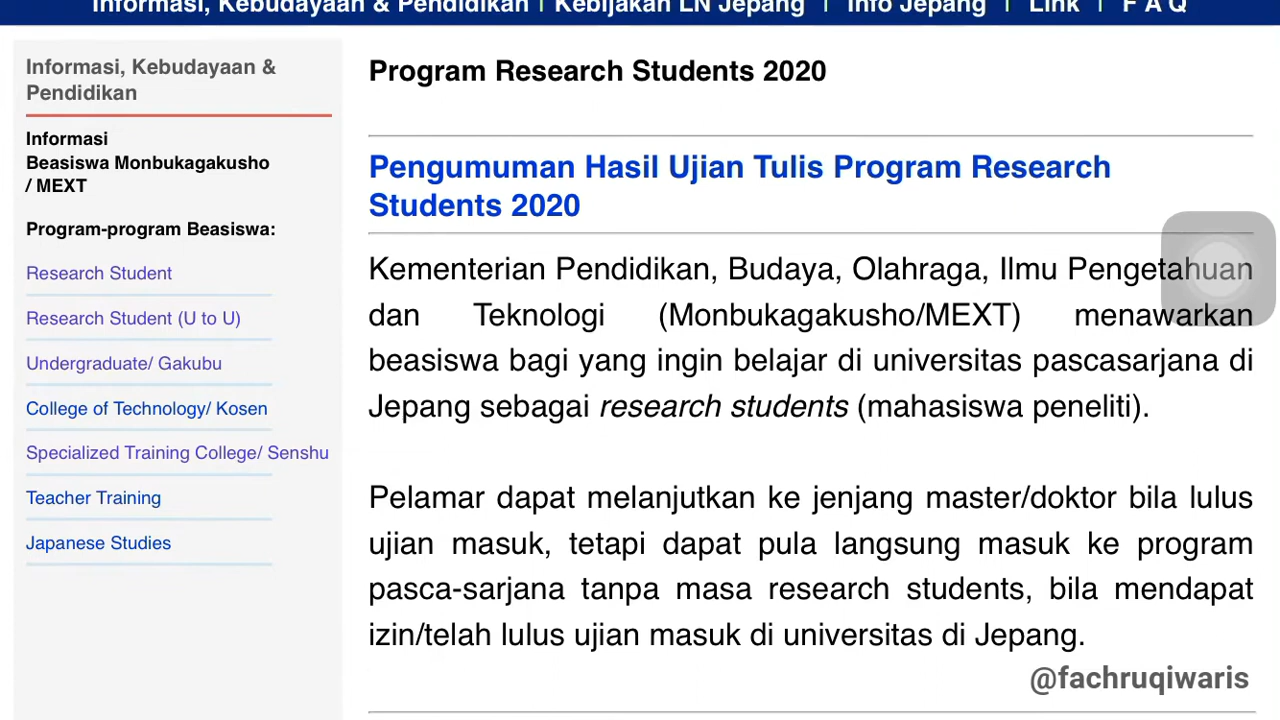 Informasi, Kebudayaan & Pendidikan | Kebijakan LN Jepang | Info Jepang | Link | F A Q
Informasi, Kebudayaan &
Pendidikan
Informasi
Beasiswa Monbukagakusho
/ MEXT
Program-program Beasiswa:
Research Student
Research Student (U to U)
Undergraduate/ Gakubu
College of Technology/ Kosen
Specialized Training College/ Senshu
Teacher Training
Japanese Studies
Program Research Students 2020
Pengumuman Hasil Ujian Tulis Program Research
Students 2020
Kementerian Pendidikan, Budaya, Olahraga, Ilmu Pengetahuan
dan Teknologi (Monbukagakusho/MEXT) menawarkan
beasiswa bagi yang ingin belajar di universitas pascasarjana di
Jepang sebagai research students (mahasiswa peneliti).
Pelamar dapat melanjutkan ke jenjang master/doktor bila lulus
ujian masuk, tetapi dapat pula langsung masuk ke program
pasca-sarjana tanpa masa research students, bila mendapat
izin/telah lulus ujian masuk di universitas di Jepang.
@fachruqiwaris